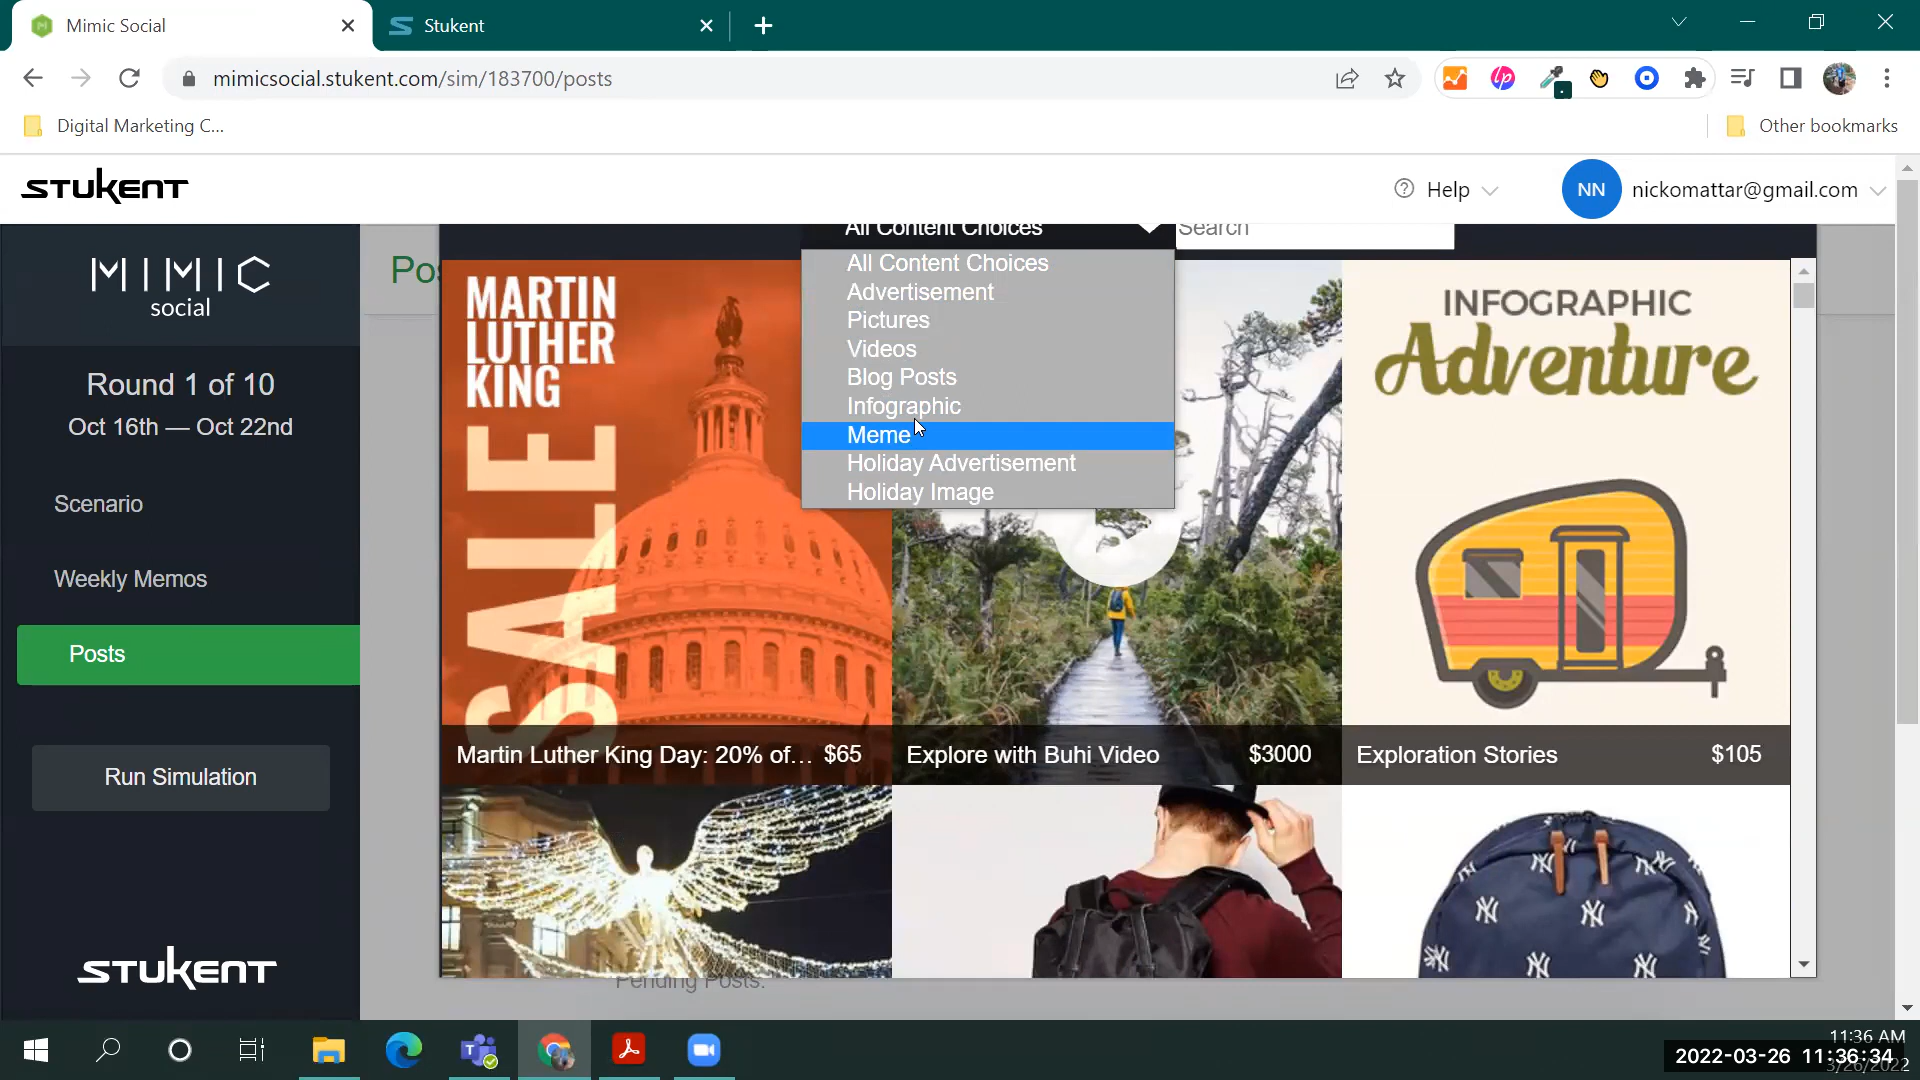 Mimic Social
Stukent
mimicsocial.stukent.com/sim/183700/posts
Digital Marketing C...
Other bookmarks
STUKENT
Help
NN
nickomattar@gmail.com
MIMIC
social
Round 1 of 10
Oct 16th — Oct 22nd
Scenario
Weekly Memos
Posts
Run Simulation
STUKENT
Pos
All Content Choices
Search
All Content Choices
Advertisement
Pictures
Videos
Blog Posts
Infographic
Meme
Holiday Advertisement
Holiday Image
MARTIN
LUTHER
KING
SALE
INFOGRAPHIC
Adventure
Martin Luther King Day: 20% of... $65
Explore with Buhi Video $3000
Exploration Stories $105
Pending Posts:
11:36 AM
2022-03-26 11:36:34
3/26/2022